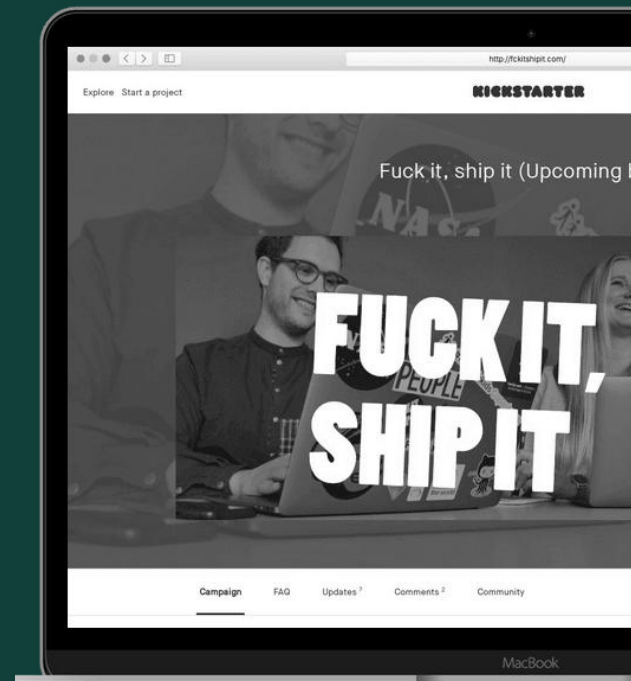 http://fckitshipit.com/
Explore Start a project
KICKSTARTER
Fuck it, ship it (Upcoming
NASA
FUCK IT,
PEOPLE
SHIP IT
Campaign FAQ Updates 7 Comments 2 Community
MacBook